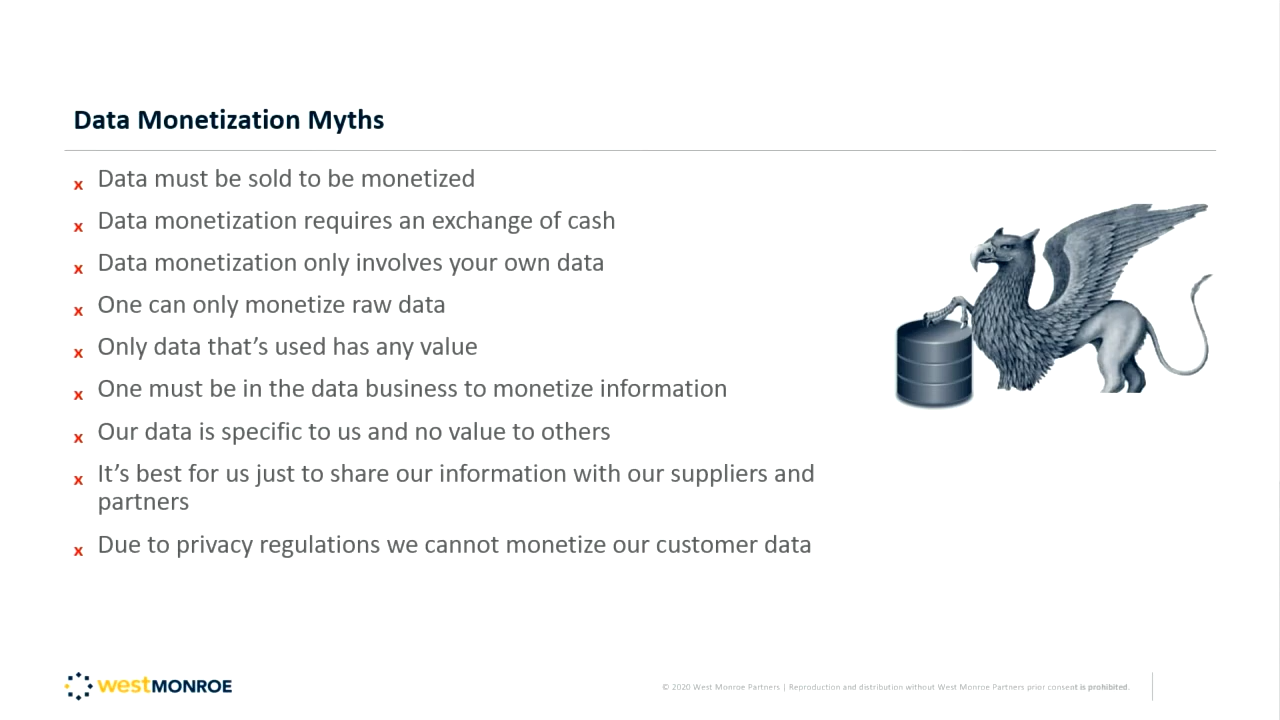 Data Monetization Myths
x Data must be sold to be monetized
x Data monetization requires an exchange of cash
x Data monetization only involves your own data
x One can only monetize raw data
x Only data that’s used has any value
x One must be in the data business to monetize information
x Our data is specific to us and no value to others
x It’s best for us just to share our information with our suppliers and
partners
x Due to privacy regulations we cannot monetize our customer data
westMONROE
© 2020 West Monroe Partners | Reproduction and distribution without West Monroe Partners prior consent is prohibited.